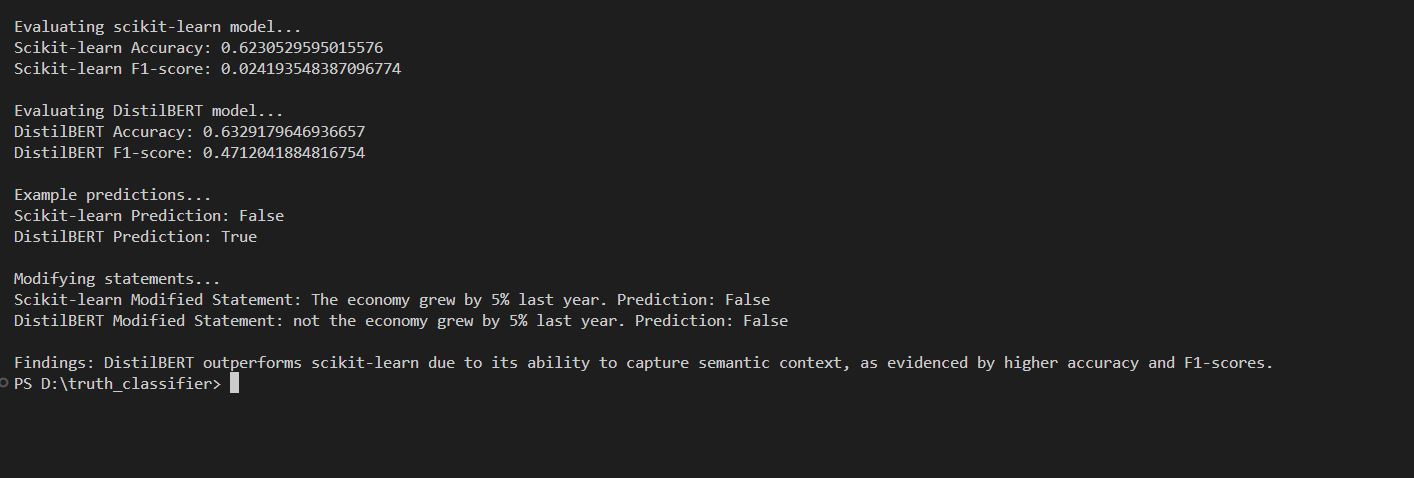 Evaluating scikit-learn model...
Scikit-learn Accuracy: 0.6230529595015576
Scikit-learn F1-score: 0.024193548387096774
Evaluating DistilBERT model...
DistilBERT Accuracy: 0.6329179646936657
DistilBERT F1-score: 0.4712041884816754
Example predictions...
Scikit-learn Prediction: False
DistilBERT Prediction: True
Modifying statements...
Scikit-learn Modified Statement: The economy grew by 5% last year. Prediction: False
DistilBERT Modified Statement: not the economy grew by 5% last year. Prediction: False
Findings: DistilBERT outperforms scikit-learn due to its ability to capture semantic context, as evidenced by higher accuracy and F1-scores.
PS D:\truth_classifier>